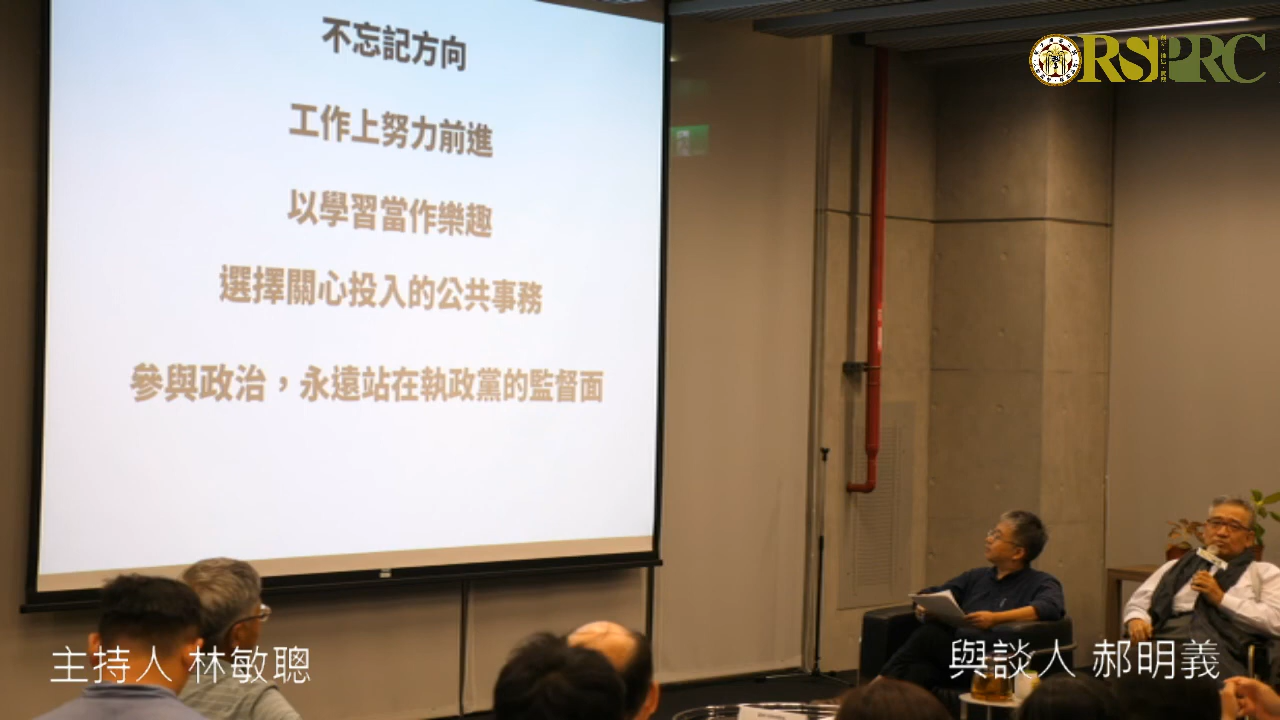 不忘記方向
工作上努力前進
以學習當作樂趣
選擇關心投入的公共事務
參與政治，永遠站在執政黨的監督面
RSPRC
主持人 林敏聰
與談人 郝明義